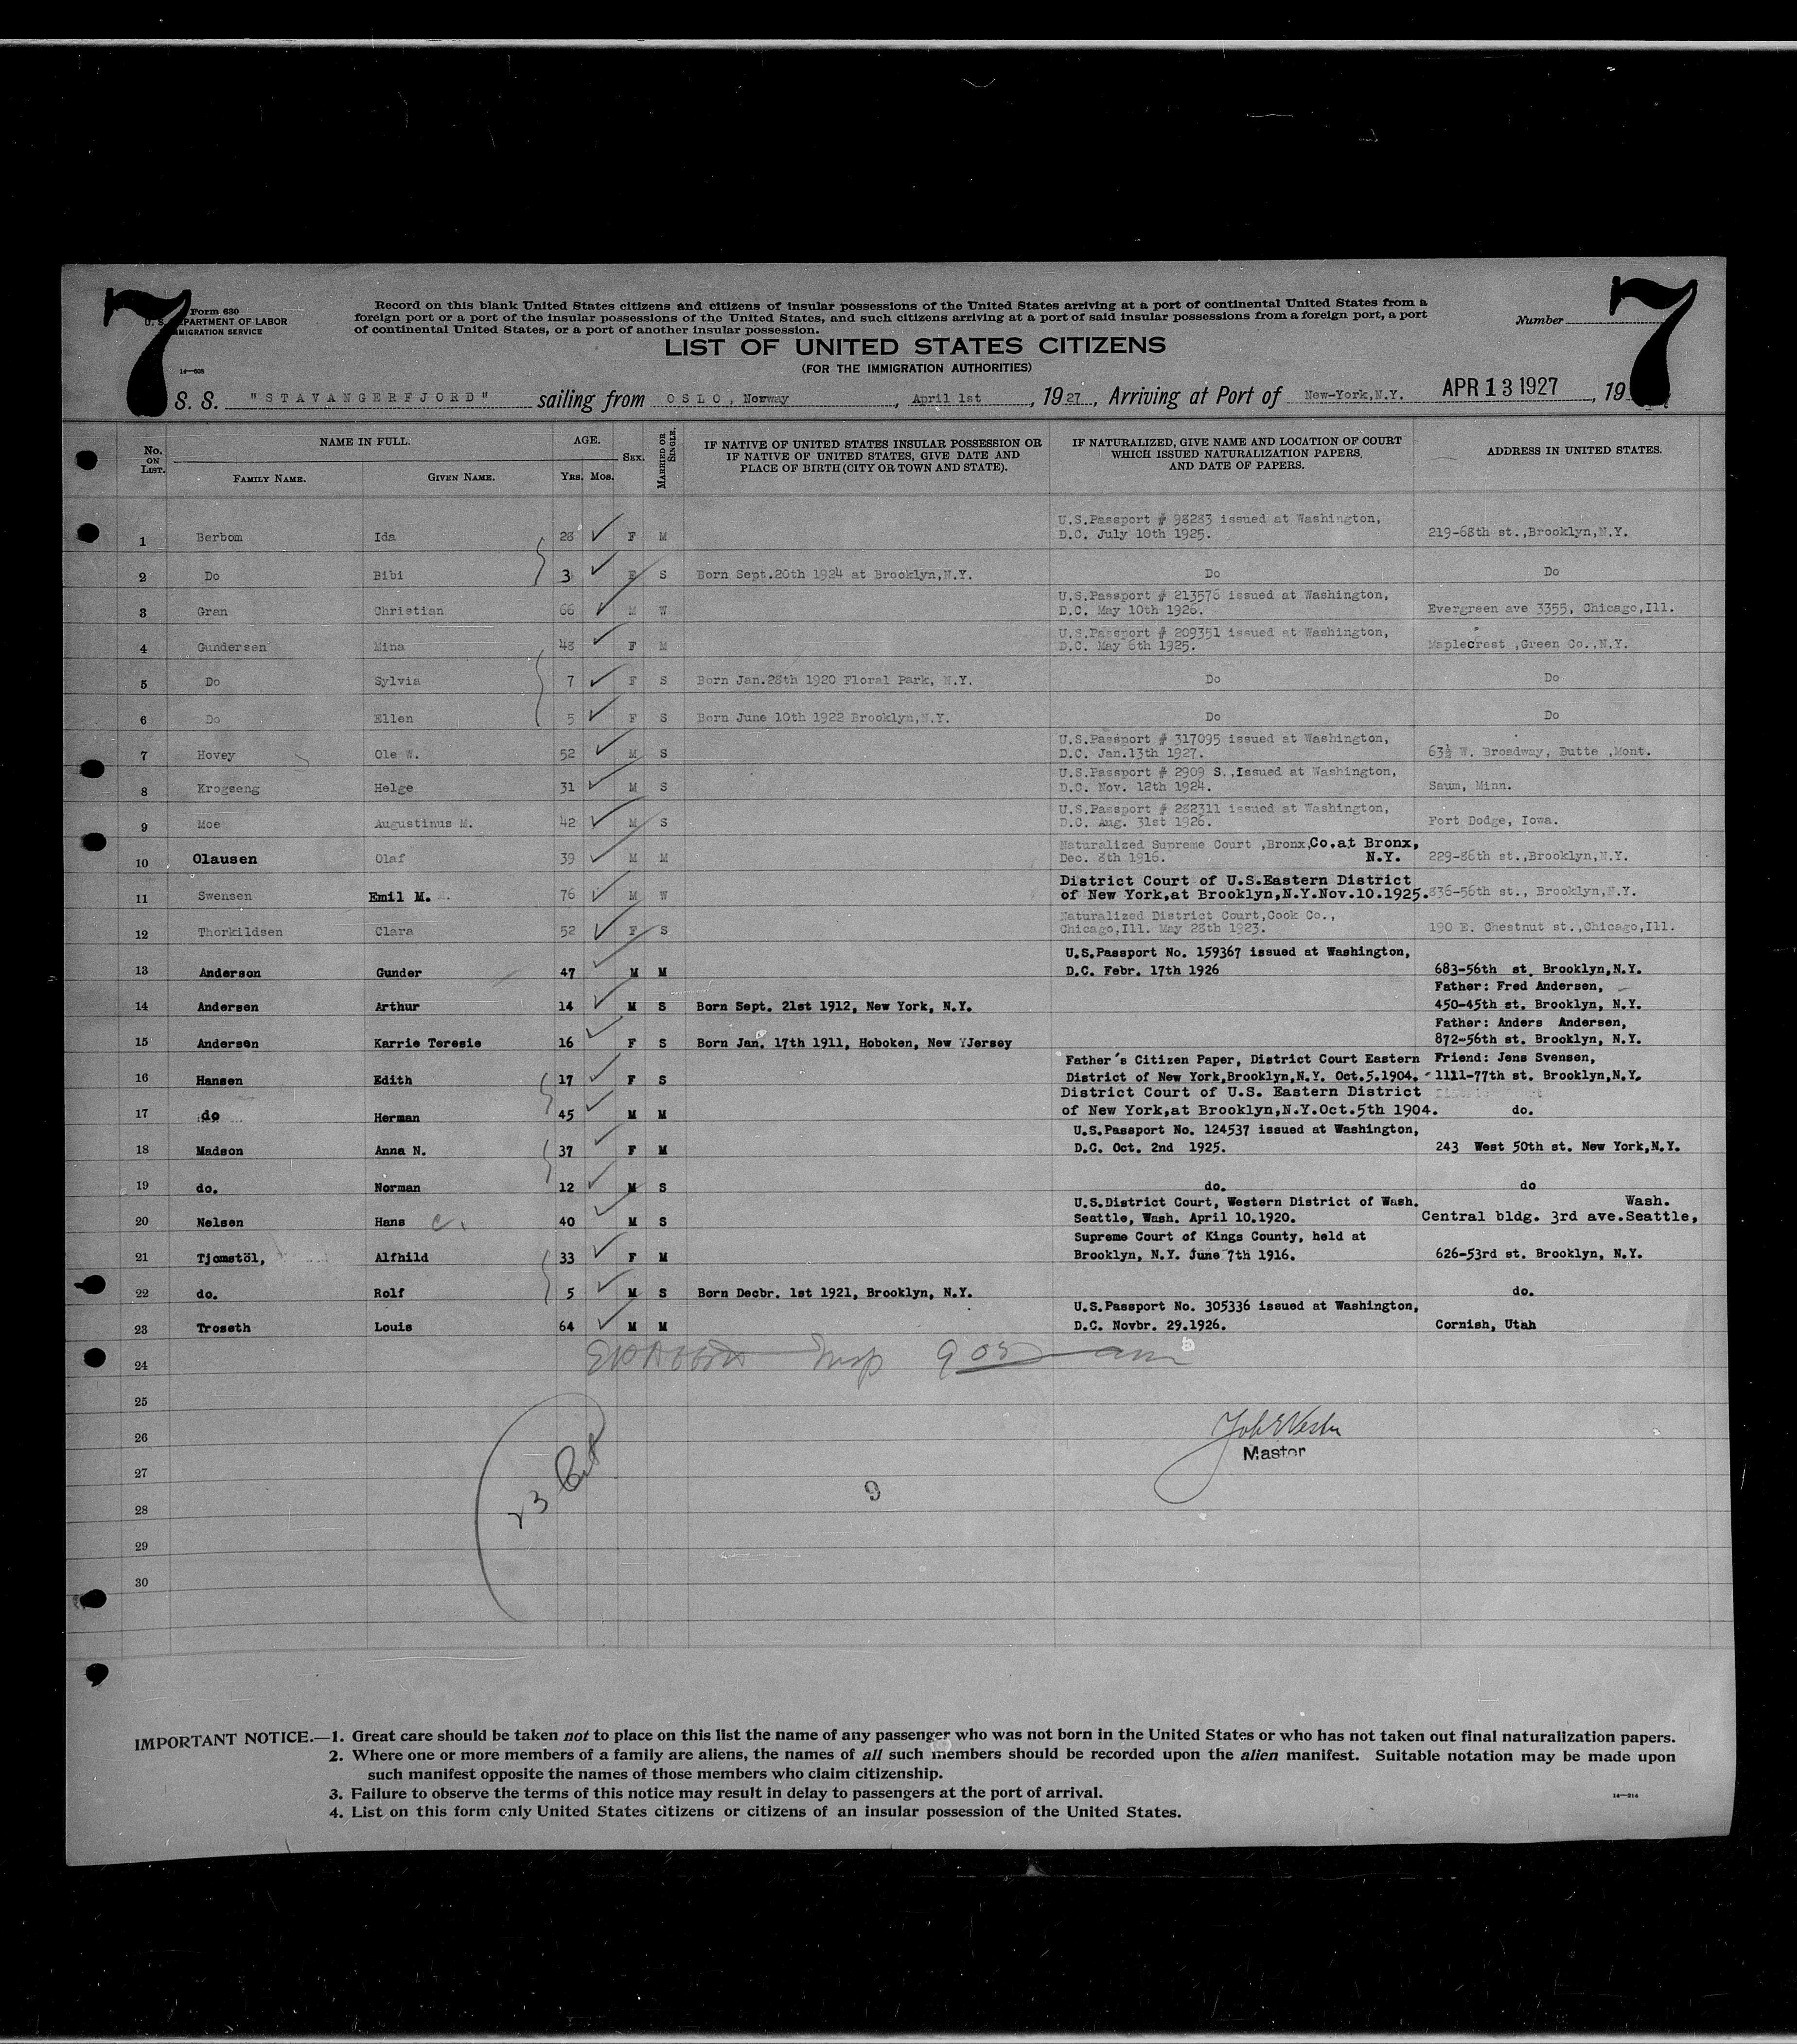 7
7
Form 630
U. S. DEPARTMENT OF LABOR
IMMIGRATION SERVICE
14—608
Record on this blank United States citizens and citizens of insular possessions of the United States arriving at a port of continental United States from a
foreign port or a port of the insular possessions of the United States, and such citizens arriving at a port of said insular possessions from a foreign port, a port
of continental United States, or a port of another insular possession.
Number
LIST OF UNITED STATES CITIZENS
(FOR THE IMMIGRATION AUTHORITIES)
S. S. "STAVANGERFJORD" sailing from OSLO, Norway, April 1st, 1927, Arriving at Port of New-York,N.Y. APR 13 1927, 19
No. ON LIST. NAME IN FULL. AGE. SEX. MARRIED OR SINGLE. IF NATIVE OF UNITED STATES INSULAR POSSESSION OR IF NATIVE OF UNITED STATES, GIVE DATE AND PLACE OF BIRTH (CITY OR TOWN AND STATE). IF NATURALIZED, GIVE NAME AND LOCATION OF COURT WHICH ISSUED NATURALIZATION PAPERS, AND DATE OF PAPERS. ADDRESS IN UNITED STATES.
FAMILY NAME. GIVEN NAME. YRS. MOS.
U.S.Passport # 98283 issued at Washington,
1 Berbom Ida 28 F M D.C. July 10th 1925. 219-68th st.,Brooklyn,N.Y.
2 Do Bibi 3 F S Born Sept.20th 1924 at Brooklyn,N.Y. Do Do
U.S.Passport # 213576 issued at Washington,
3 Gran Christian 66 M W D.C. May 10th 1926. Evergreen ave 3355, Chicago,Ill.
U.S.Passport # 209351 issued at Washington,
4 Gundersen Mina 48 F M D.C. May 6th 1925. Maplecrest ,Green Co.,N.Y.
5 Do Sylvia 7 F S Born Jan.28th 1920 Floral Park, N.Y. Do Do
6 Do Ellen 5 F S Born June 10th 1922 Brooklyn,N.Y. Do Do
U.S.Passport # 317095 issued at Washington,
7 Hovey Ole W. 52 M S D.C. Jan.13th 1927. 63½ W. Broadway, Butte ,Mont.
U.S.Passport # 2909 S.,Issued at Washington,
8 Krogseng Helge 31 M S D.C. Nov. 12th 1924. Saum, Minn.
U.S.Passport # 282311 issued at Washington,
9 Moe Augustinus M. 42 M S D.C. Aug. 31st 1926. Fort Dodge, Iowa.
Naturalized Supreme Court ,Bronx,Co.at Bronx,
10 Olausen Olaf 39 M M Dec. 8th 1916. N.Y. 229-86th st.,Brooklyn,N.Y.
District Court of U.S.Eastern District
11 Swensen Emil M. 76 M W of New York,at Brooklyn,N.Y.Nov.10.1925. 836-56th st., Brooklyn,N.Y.
Naturalized District Court,Cook Co.,
12 Thorkildsen Clara 52 F S Chicago,Ill. May 28th 1923. 190 E. Chestnut st.,Chicago,Ill.
U.S.Passport No. 159367 issued at Washington,
13 Anderson Gunder 47 M M D.C. Febr. 17th 1926 683-56th st. Brooklyn,N.Y.
Father: Fred Andersen,
14 Andersen Arthur 14 M S Born Sept. 21st 1912, New York, N.Y. 450-45th st. Brooklyn, N.Y.
Father: Anders Andersen,
15 Andersen Karrie Teresie 16 F S Born Jan. 17th 1911, Hoboken, New Jersey 872-56th st. Brooklyn, N.Y.
Father's Citizen Paper, District Court Eastern Friend: Jens Svensen,
16 Hansen Edith 17 F S District of New York,Brooklyn,N.Y. Oct.5.1904. 1111-77th st. Brooklyn,N.Y.
District Court of U.S. Eastern District
17 do Herman 45 M M of New York,at Brooklyn,N.Y.Oct.5th 1904. do.
U.S.Passport No. 124537 issued at Washington,
18 Madson Anna N. 37 F M D.C. Oct. 2nd 1925. 243 West 50th st. New York,N.Y.
19 do. Norman 12 M S do. do
U.S.District Court, Western District of Wash. Wash.
20 Nelsen Hans C. 40 M S Seattle, Wash. April 10.1920. Central bldg. 3rd ave.Seattle,
Supreme Court of Kings County, held at
21 Tjomstöl, Alfhild 33 F M Brooklyn, N.Y. June 7th 1916. 626-53rd st. Brooklyn, N.Y.
22 do. Rolf 5 M S Born Decbr. 1st 1921, Brooklyn, N.Y. do.
U.S.Passport No. 305336 issued at Washington,
23 Troseth Louis 64 M M D.C. Novbr. 29.1926. Cornish, Utah
24 Insp 905 am
25
26
Master
27
23 Cit
28 9
29
30
IMPORTANT NOTICE.—1. Great care should be taken not to place on this list the name of any passenger who was not born in the United States or who has not taken out final naturalization papers.
2. Where one or more members of a family are aliens, the names of all such members should be recorded upon the alien manifest. Suitable notation may be made upon
such manifest opposite the names of those members who claim citizenship.
3. Failure to observe the terms of this notice may result in delay to passengers at the port of arrival.
4. List on this form only United States citizens or citizens of an insular possession of the United States.
14—214